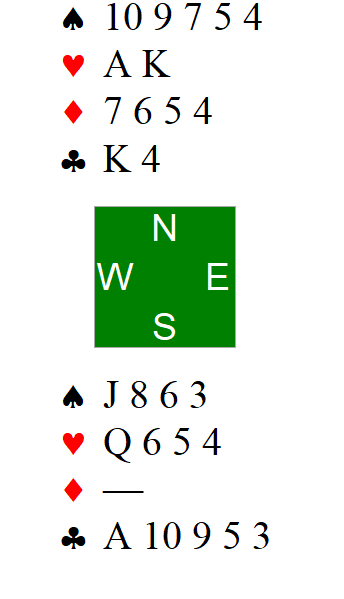 ♠ 10 9 7 5 4
♥ A K
♦ 7 6 5 4
♣ K 4
N
W E
S
♠ J 8 6 3
♥ Q 6 5 4
♦ —
♣ A 10 9 5 3